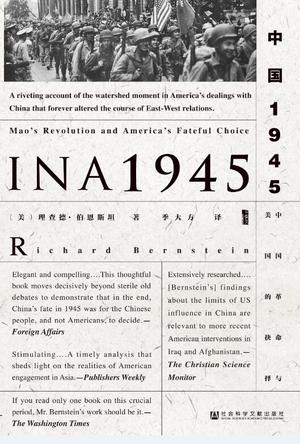 A riveting account of the watershed moment in America's dealings with
China that forever altered the course of East-West relations.
Mao's Revolution and America's Fateful Choice
INA1945
〔美〕理查德·伯恩斯坦 著
季大方 译
Richard Bernstein
Elegant and compelling….This thoughtful
book moves decisively beyond sterile old
debates to demonstrate that in the end,
China's fate in 1945 was for the Chinese
people, and not Americans, to decide.—
Foreign Affairs
Stimulating….A timely analysis that
sheds light on the realities of American
engagement in Asia.—Publishers Weekly
If you read only one book on this crucial
period, Mr. Bernstein's work should be it.—
The Washington Times
Extensively researched….
[Bernstein's] findings
about the limits of US
influence in China are
relevant to more recent
American interventions in
Iraq and Afghanistan.—
The Christian Science
Monitor
中国1945
中国的革命
美国的抉择
社会科学文献出版社